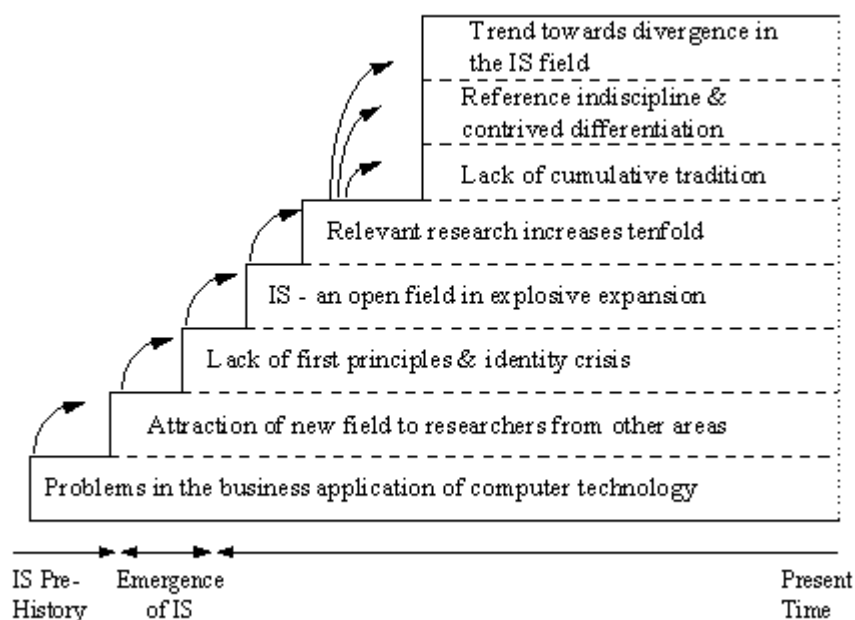 Trend towards divergence in
the IS field
Reference indiscipline &
contrived differentiation
Lack of cumulative tradition
Relevant research increases tenfold
IS - an open field in explosive expansion
Lack of first principles & identity crisis
Attraction of new field to researchers from other areas
Problems in the business application of computer technology
IS Pre-
History
Emergence
of IS
Present
Time